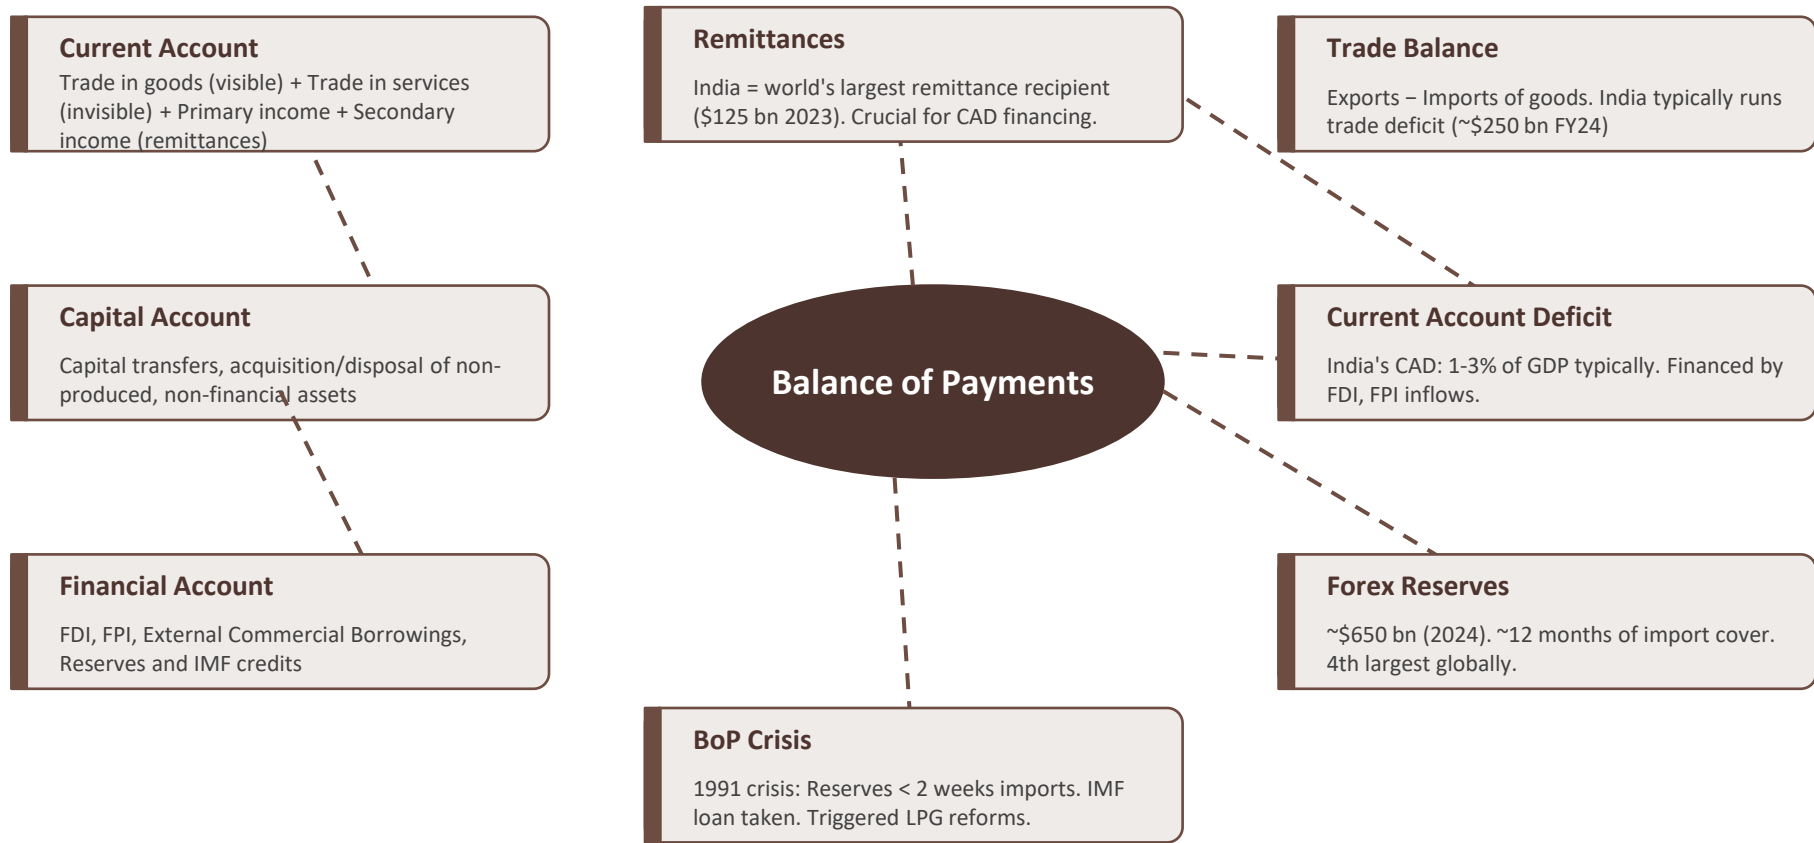 Current Account
Trade in goods (visible) + Trade in services
(invisible) + Primary income + Secondary
income (remittances)
Remittances
India = world's largest remittance recipient
($125 bn 2023). Crucial for CAD financing.
Trade Balance
Exports − Imports of goods. India typically runs
trade deficit (~$250 bn FY24)
Capital Account
Capital transfers, acquisition/disposal of non-
produced, non-financial assets
Balance of Payments
Current Account Deficit
India's CAD: 1-3% of GDP typically. Financed by
FDI, FPI inflows.
Financial Account
FDI, FPI, External Commercial Borrowings,
Reserves and IMF credits
Forex Reserves
~$650 bn (2024). ~12 months of import cover.
4th largest globally.
BoP Crisis
1991 crisis: Reserves < 2 weeks imports. IMF
loan taken. Triggered LPG reforms.